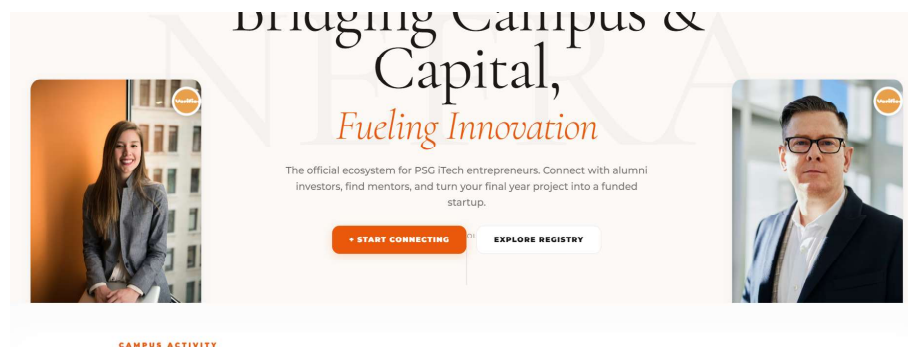 Bridging Campus &
Capital,
Fueling Innovation
The official ecosystem for PSG iTech entrepreneurs. Connect with alumni
investors, find mentors, and turn your final year project into a funded
startup.
+ START CONNECTING
EXPLORE REGISTRY
CAMPUS ACTIVITY